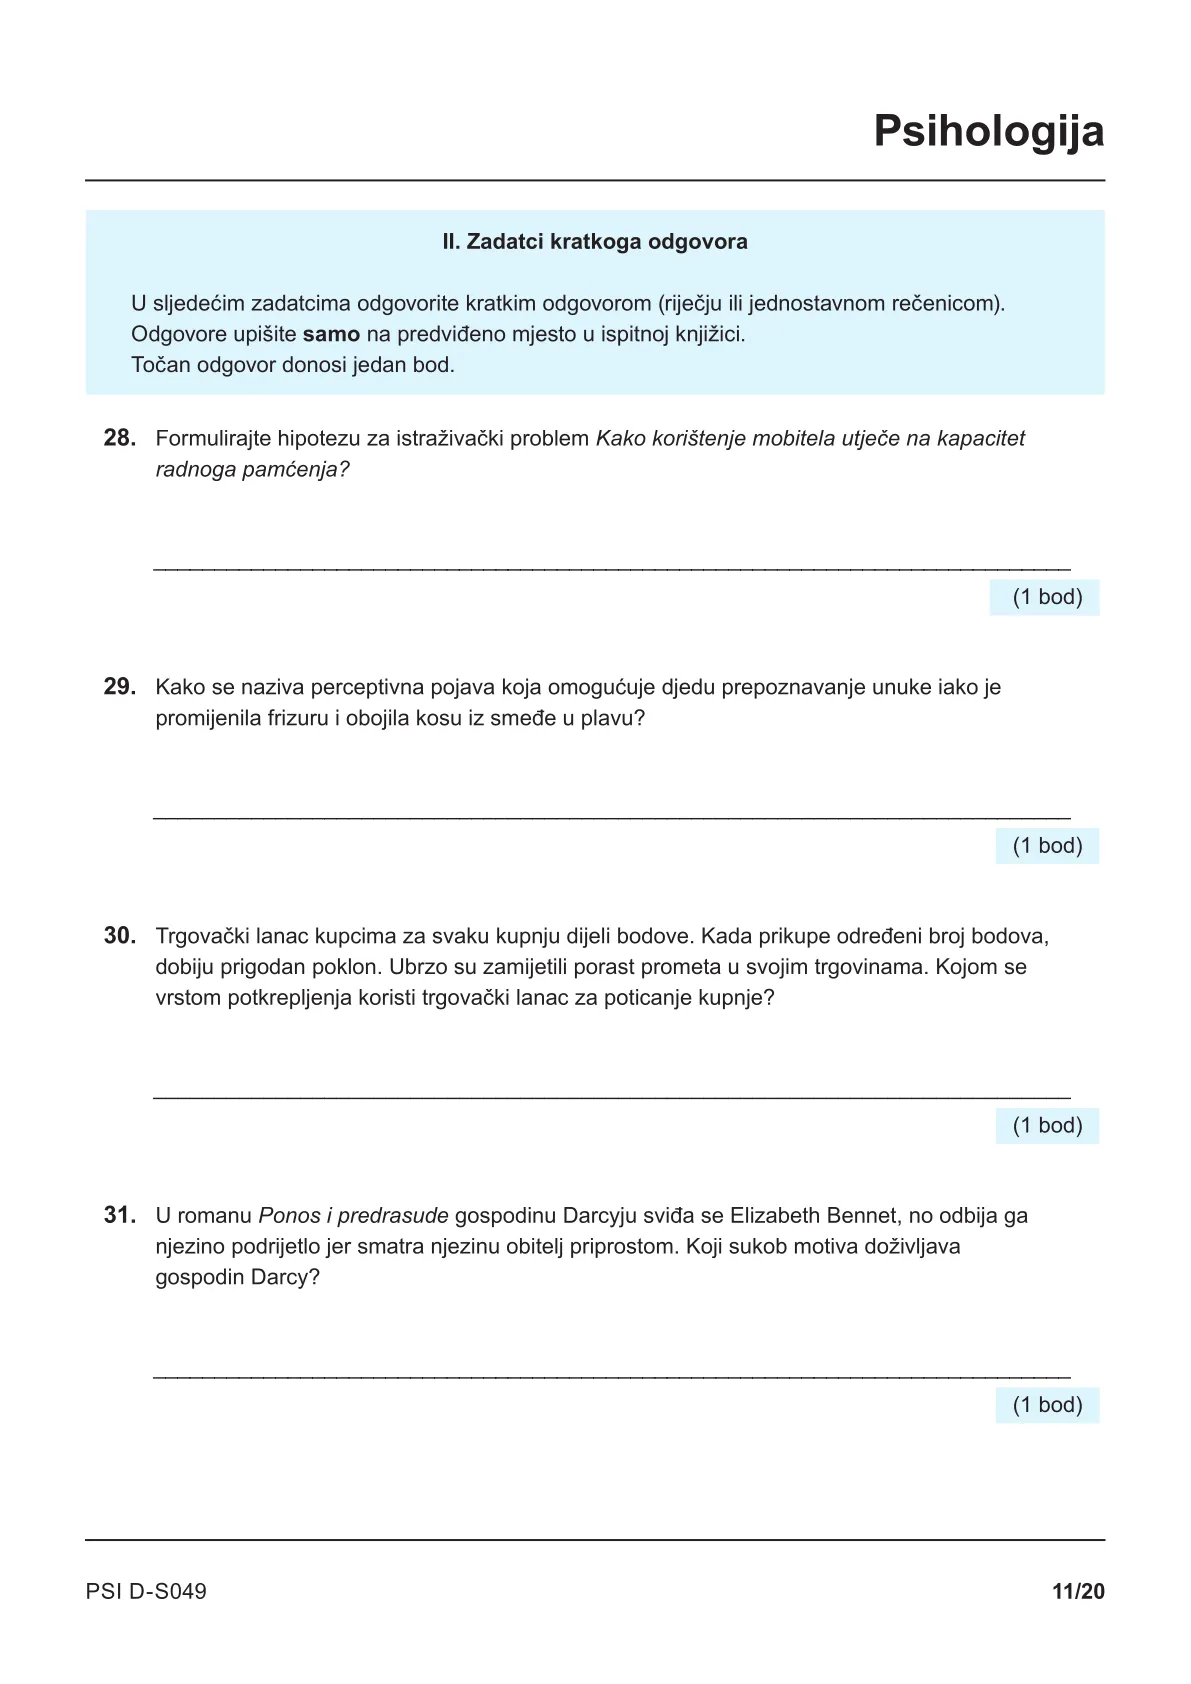 Psihologija
II. Zadatci kratkoga odgovora
U sljedećim zadatcima odgovorite kratkim odgovorom (riječju ili jednostavnom rečenicom).
Odgovore upišite samo na predviđeno mjesto u ispitnoj knjižici.
Točan odgovor donosi jedan bod.
28. Formulirajte hipotezu za istraživački problem Kako korištenje mobitela utječe na kapacitet
radnoga pamćenja?
(1 bod)
29. Kako se naziva perceptivna pojava koja omogućuje djedu prepoznavanje unuke iako je
promijenila frizuru i obojila kosu iz smeđe u plavu?
(1 bod)
30. Trgovački lanac kupcima za svaku kupnju dijeli bodove. Kada prikupe određeni broj bodova,
dobiju prigodan poklon. Ubrzo su zamijetili porast prometa u svojim trgovinama. Kojom se
vrstom potkrepljenja koristi trgovački lanac za poticanje kupnje?
(1 bod)
31. U romanu Ponos i predrasude gospodinu Darcyju sviđa se Elizabeth Bennet, no odbija ga
njezino podrijetlo jer smatra njezinu obitelj priprostom. Koji sukob motiva doživljava
gospodin Darcy?
(1 bod)
PSI D-S049
11/20